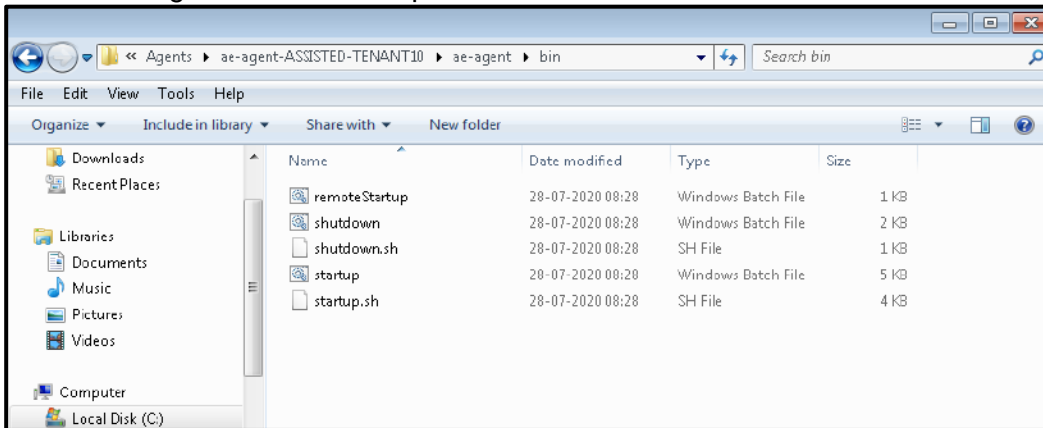 « Agents ▸ ae-agent-ASSISTED-TENANT10 ▸ ae-agent ▸ bin
Search bin
File Edit View Tools Help
Organize ▾ Include in library ▾ Share with ▾ New folder
Downloads
Recent Places
Libraries
Documents
Music
Pictures
Videos
Computer
Local Disk (C:)
Name Date modified Type Size
remoteStartup 28-07-2020 08:28 Windows Batch File 1 KB
shutdown 28-07-2020 08:28 Windows Batch File 2 KB
shutdown.sh 28-07-2020 08:28 SH File 1 KB
startup 28-07-2020 08:28 Windows Batch File 5 KB
startup.sh 28-07-2020 08:28 SH File 4 KB